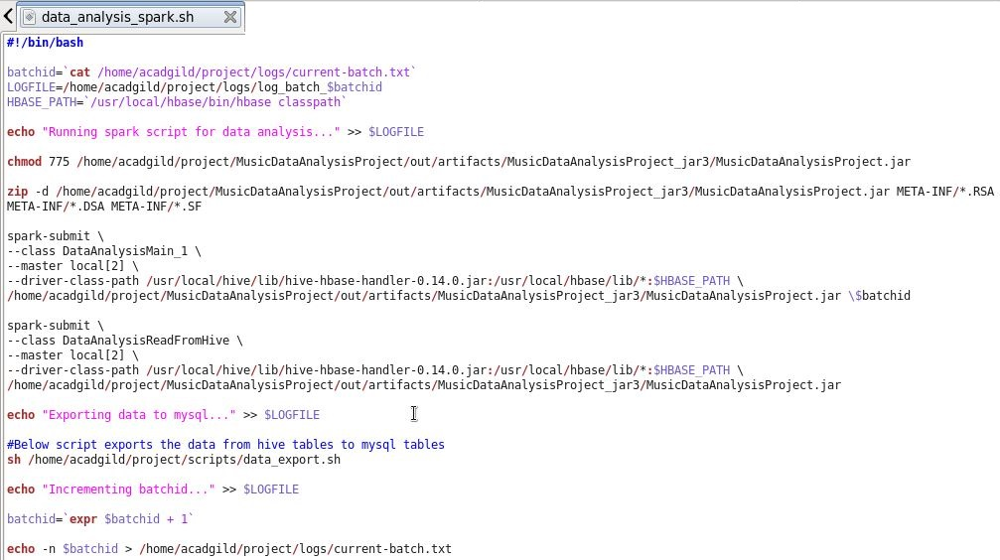 data_analysis_spark.sh
#!/bin/bash
batchid=`cat /home/acadgild/project/logs/current-batch.txt`
LOGFILE=/home/acadgild/project/logs/log_batch_$batchid
HBASE_PATH=`/usr/local/hbase/bin/hbase classpath`
echo "Running spark script for data analysis..." >> $LOGFILE
chmod 775 /home/acadgild/project/MusicDataAnalysisProject/out/artifacts/MusicDataAnalysisProject_jar3/MusicDataAnalysisProject.jar
zip -d /home/acadgild/project/MusicDataAnalysisProject/out/artifacts/MusicDataAnalysisProject_jar3/MusicDataAnalysisProject.jar META-INF/*.RSA
META-INF/*.DSA META-INF/*.SF
spark-submit \
--class DataAnalysisMain_1 \
--master local[2] \
--driver-class-path /usr/local/hive/lib/hive-hbase-handler-0.14.0.jar:/usr/local/hbase/lib/*:$HBASE_PATH \
/home/acadgild/project/MusicDataAnalysisProject/out/artifacts/MusicDataAnalysisProject_jar3/MusicDataAnalysisProject.jar \$batchid
spark-submit \
--class DataAnalysisReadFromHive \
--master local[2] \
--driver-class-path /usr/local/hive/lib/hive-hbase-handler-0.14.0.jar:/usr/local/hbase/lib/*:$HBASE_PATH \
/home/acadgild/project/MusicDataAnalysisProject/out/artifacts/MusicDataAnalysisProject_jar3/MusicDataAnalysisProject.jar
echo "Exporting data to mysql..." >> $LOGFILE
#Below script exports the data from hive tables to mysql tables
sh /home/acadgild/project/scripts/data_export.sh
echo "Incrementing batchid..." >> $LOGFILE
batchid=`expr $batchid + 1`
echo -n $batchid > /home/acadgild/project/logs/current-batch.txt